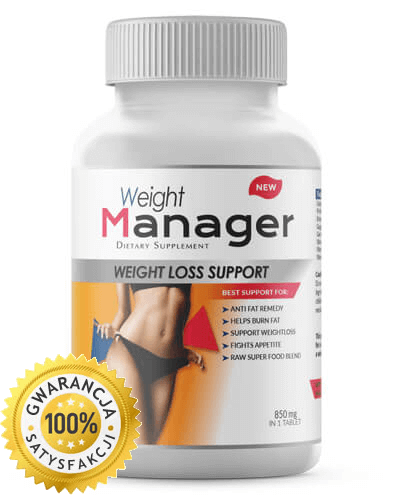 Weight
NEW
Manager
DIETARY SUPPLEMENT
WEIGHT LOSS SUPPORT
BEST SUPPORT FOR:
ANTI FAT REMEDY
HELPS BURN FAT
SUPPORT WEIGHTLOSS
FIGHTS APPETITE
RAW SUPER FOOD BLEND
850 mg
IN 1 TABLET
GWARANCJA
100%
SATYSFAKCJI